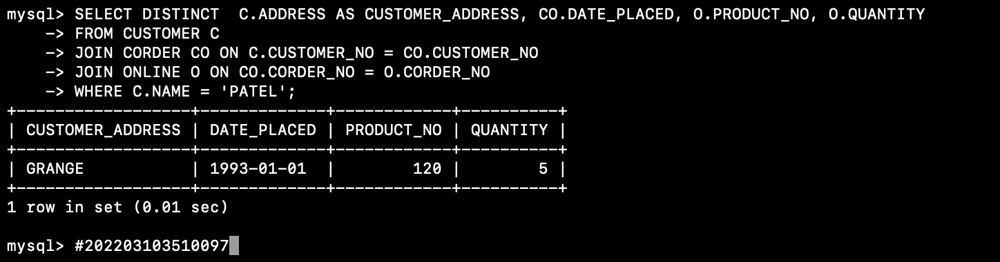 mysql> SELECT DISTINCT  C.ADDRESS AS CUSTOMER_ADDRESS, CO.DATE_PLACED, O.PRODUCT_NO, O.QUANTITY
    -> FROM CUSTOMER C
    -> JOIN CORDER CO ON C.CUSTOMER_NO = CO.CUSTOMER_NO
    -> JOIN ONLINE O ON CO.CORDER_NO = O.CORDER_NO
    -> WHERE C.NAME = 'PATEL';
+------------------+-------------+------------+----------+
| CUSTOMER_ADDRESS | DATE_PLACED | PRODUCT_NO | QUANTITY |
+------------------+-------------+------------+----------+
| GRANGE           | 1993-01-01  |        120 |        5 |
+------------------+-------------+------------+----------+
1 row in set (0.01 sec)
mysql> #202203103510097